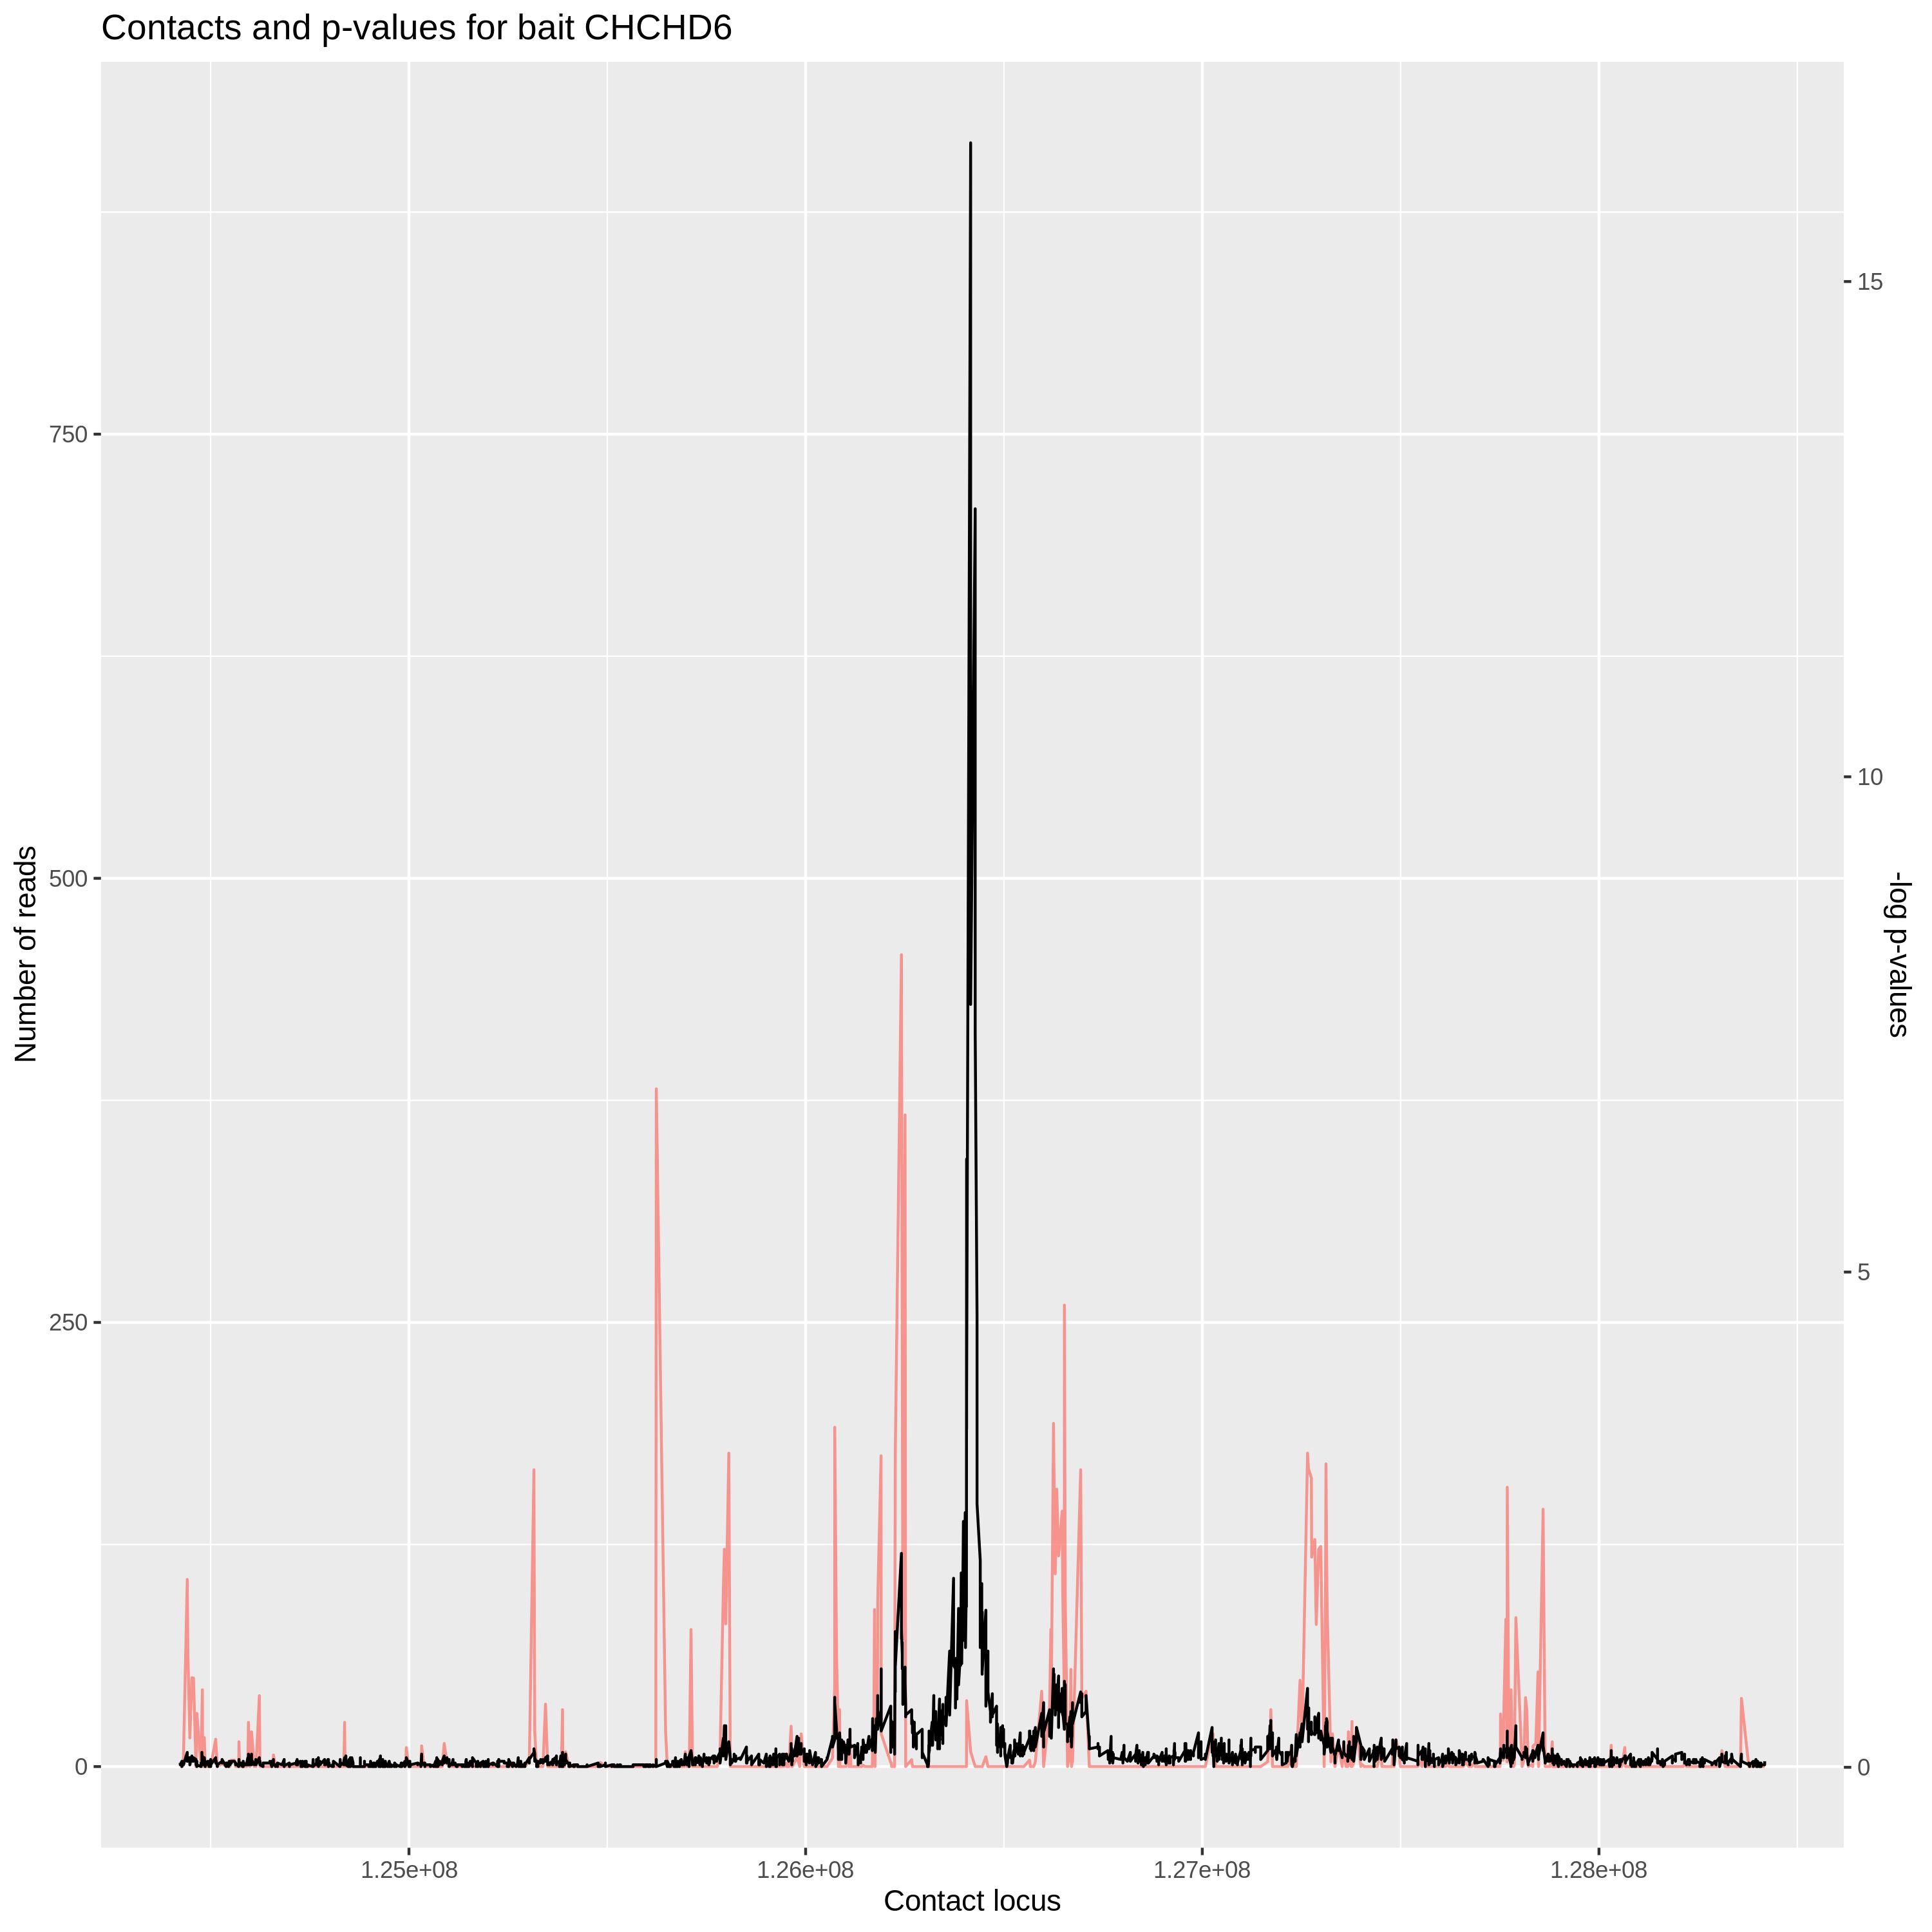 Contacts and p-values for bait CHCHD6
Number of reads
750
500
250
0
15
10
5
0
-log p-values
1.25e+08
1.26e+08
1.27e+08
1.28e+08
Contact locus